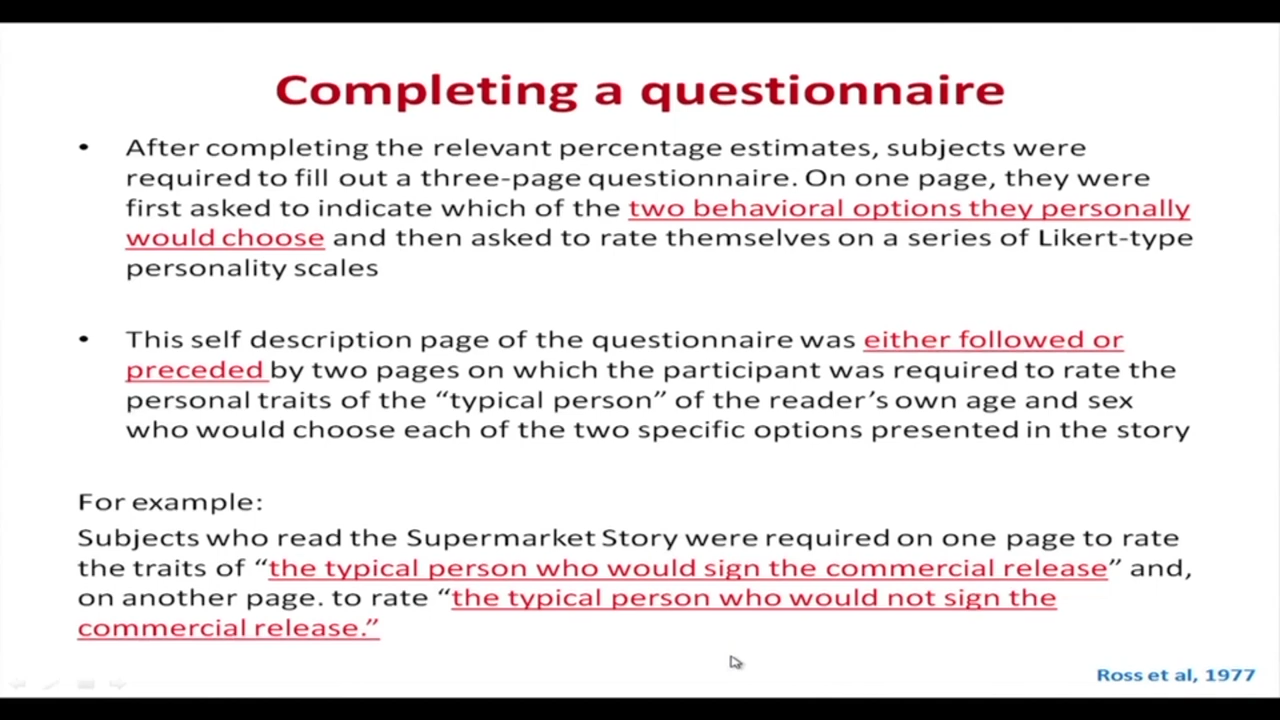 Completing a questionnaire
• After completing the relevant percentage estimates, subjects were
required to fill out a three-page questionnaire. On one page, they were
first asked to indicate which of the two behavioral options they personally
would choose and then asked to rate themselves on a series of Likert-type
personality scales
• This self description page of the questionnaire was either followed or
preceded by two pages on which the participant was required to rate the
personal traits of the “typical person” of the reader’s own age and sex
who would choose each of the two specific options presented in the story
For example:
Subjects who read the Supermarket Story were required on one page to rate
the traits of “the typical person who would sign the commercial release” and,
on another page. to rate “the typical person who would not sign the
commercial release.”
Ross et al, 1977